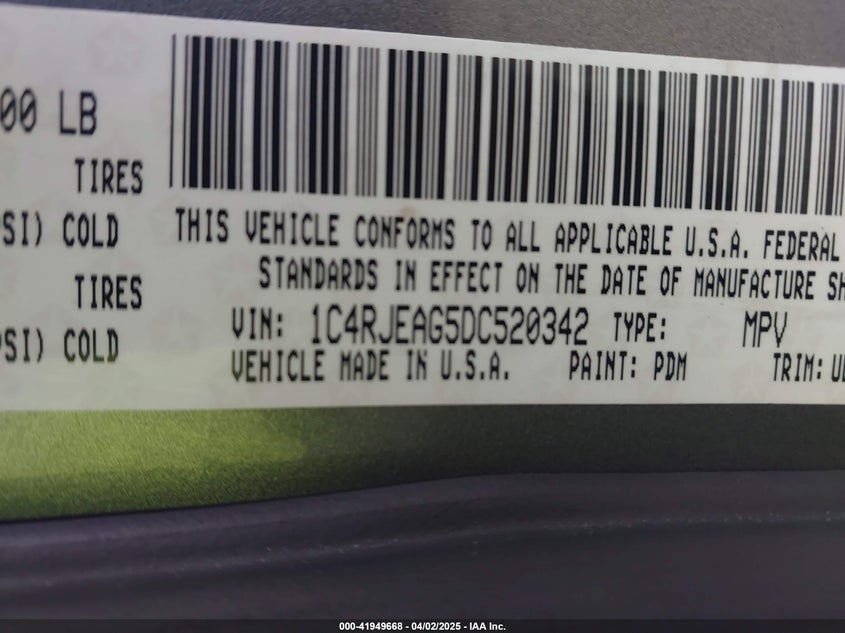 00 LB
TIRES
SI) COLD
TIRES
PSI) COLD
THIS VEHICLE CONFORMS TO ALL APPLICABLE U.S.A. FEDERAL
STANDARDS IN EFFECT ON THE DATE OF MANUFACTURE SH
VIN: 1C4RJEAG5DC520342 TYPE: MPV
VEHICLE MADE IN U.S.A. PAINT: PDM TRIM: UL
000-41949668 - 04/02/2025 - IAA Inc.